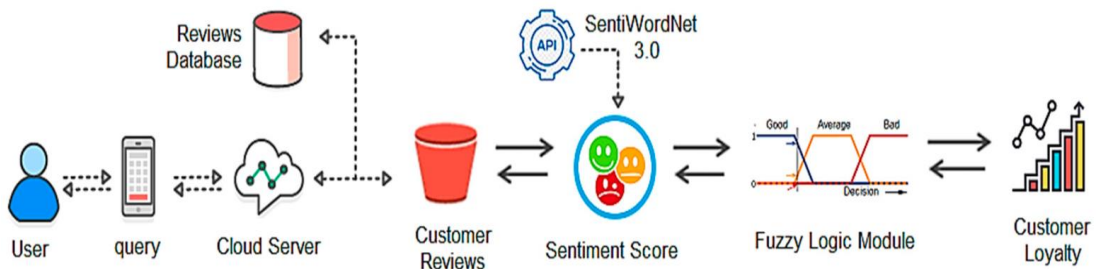 Reviews
Database
API
SentiWordNet
3.0
Good
Average
Bad
1
0
Decision
User
query
Cloud Server
Customer
Reviews
Sentiment Score
Fuzzy Logic Module
Customer
Loyalty